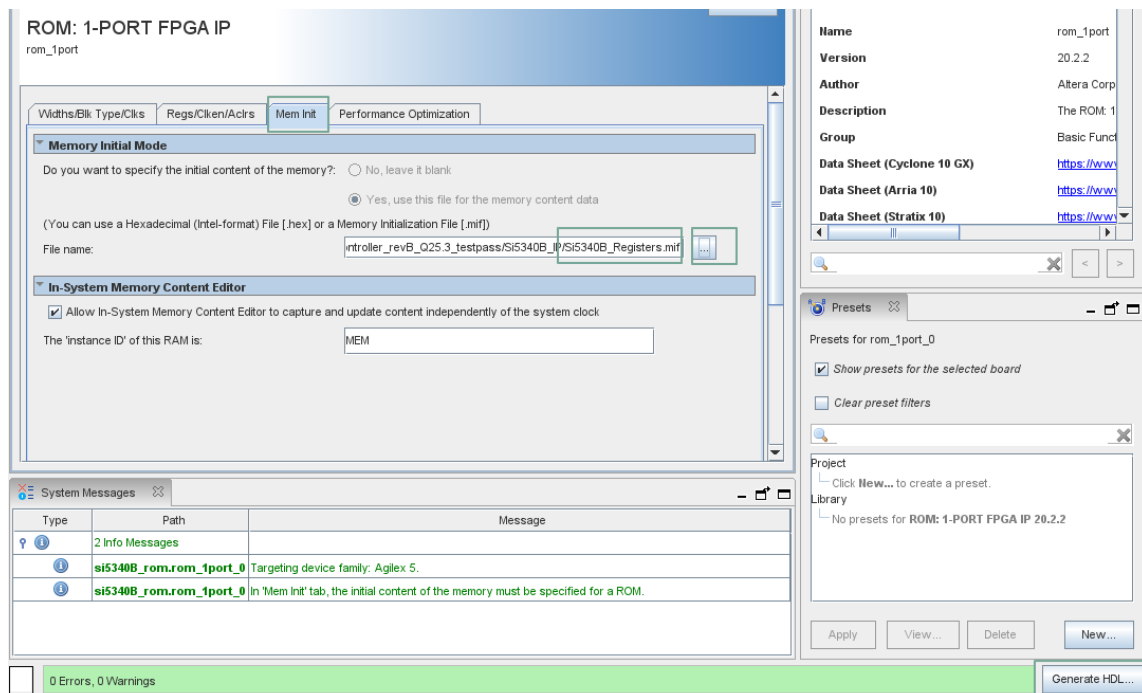 ROM: 1-PORT FPGA IP
rom_1port
Widths/Blk Type/Clks Regs/Clken/Aclrs Mem Init Performance Optimization
Memory Initial Mode
Do you want to specify the initial content of the memory?: No, leave it blank
Yes, use this file for the memory content data
(You can use a Hexadecimal (Intel-format) File [.hex] or a Memory Initialization File [.mif])
File name: ontroller_revB_Q25.3_testpass/Si5340B_IP/Si5340B_Registers.mif ...
In-System Memory Content Editor
Allow In-System Memory Content Editor to capture and update content independently of the system clock
The 'instance ID' of this RAM is: MEM
Name rom_1port
Version 20.2.2
Author Altera Corp
Description The ROM: 1
Group Basic Funct
Data Sheet (Cyclone 10 GX) https://www
Data Sheet (Arria 10) https://www
Data Sheet (Stratix 10) https://www
< >
Presets
Presets for rom_1port_0
Show presets for the selected board
Clear preset filters
Project
Click New... to create a preset.
Library
No presets for ROM: 1-PORT FPGA IP 20.2.2
Apply View... Delete New...
System Messages
Type Path Message
2 Info Messages
si5340B_rom.rom_1port_0 Targeting device family: Agilex 5.
si5340B_rom.rom_1port_0 In 'Mem Init' tab, the initial content of the memory must be specified for a ROM.
0 Errors, 0 Warnings
Generate HDL...